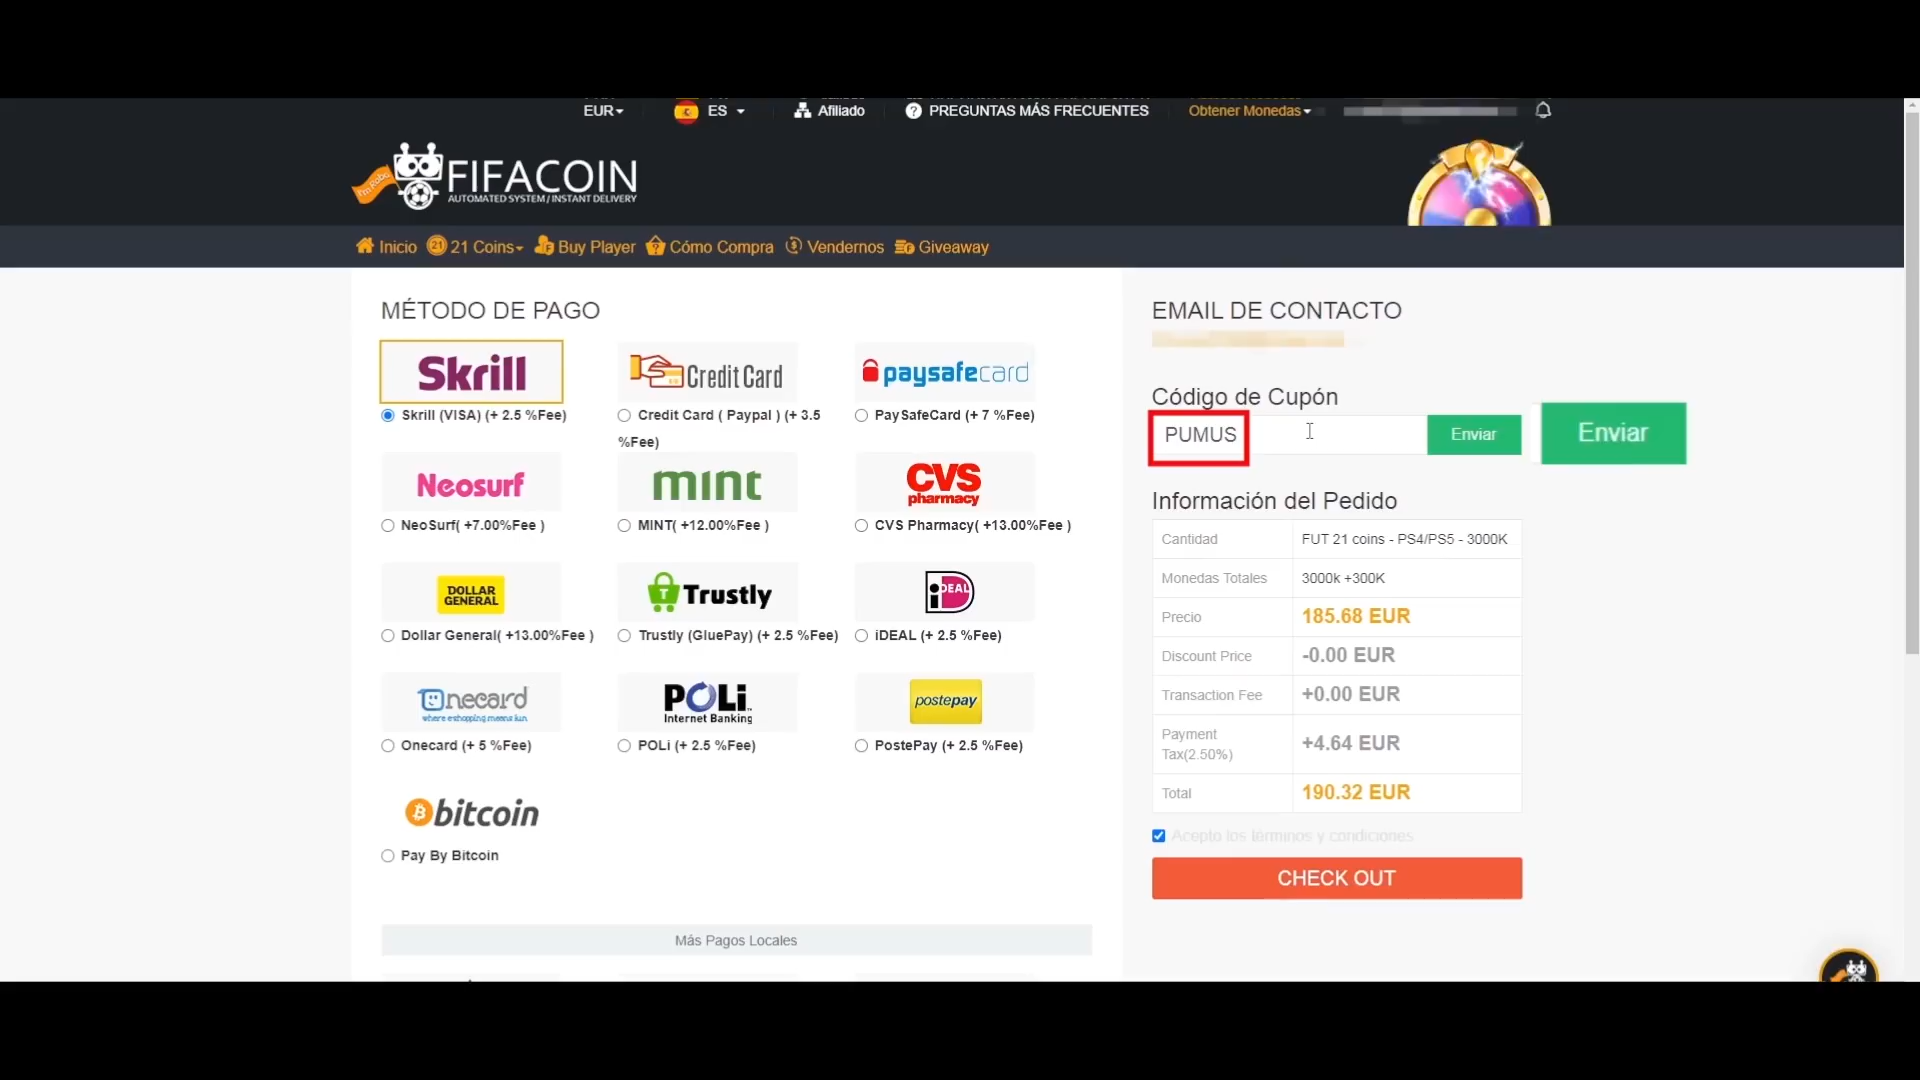 EUR
ES
Afiliado
PREGUNTAS MÁS FRECUENTES
Obtener Monedas
I'm Robo
FIFACOIN
AUTOMATED SYSTEM / INSTANT DELIVERY
Inicio
21
21 Coins
Buy Player
Cómo Compra
Vendernos
Giveaway
MÉTODO DE PAGO
Skrill
Credit Card
paysafecard
Skrill (VISA) (+ 2.5 %Fee)
Credit Card ( Paypal ) (+ 3.5
%Fee)
PaySafeCard (+ 7 %Fee)
Neosurf
mint
CVS
pharmacy
NeoSurf( +7.00%Fee )
MINT( +12.00%Fee )
CVS Pharmacy( +13.00%Fee )
DOLLAR
GENERAL
Trustly
iDEAL
Dollar General( +13.00%Fee )
Trustly (GluePay) (+ 2.5 %Fee)
iDEAL (+ 2.5 %Fee)
Onecard
where eshopping means fun
POLi
Internet Banking
postepay
Onecard (+ 5 %Fee)
POLi (+ 2.5 %Fee)
PostePay (+ 2.5 %Fee)
bitcoin
Pay By Bitcoin
Más Pagos Locales
EMAIL DE CONTACTO
Código de Cupón
PUMUS
Enviar
Enviar
Información del Pedido
Cantidad
FUT 21 coins - PS4/PS5 - 3000K
Monedas Totales
3000k +300K
Precio
185.68 EUR
Discount Price
-0.00 EUR
Transaction Fee
+0.00 EUR
Payment
Tax(2.50%)
+4.64 EUR
Total
190.32 EUR
Acepto los términos y condiciones
CHECK OUT